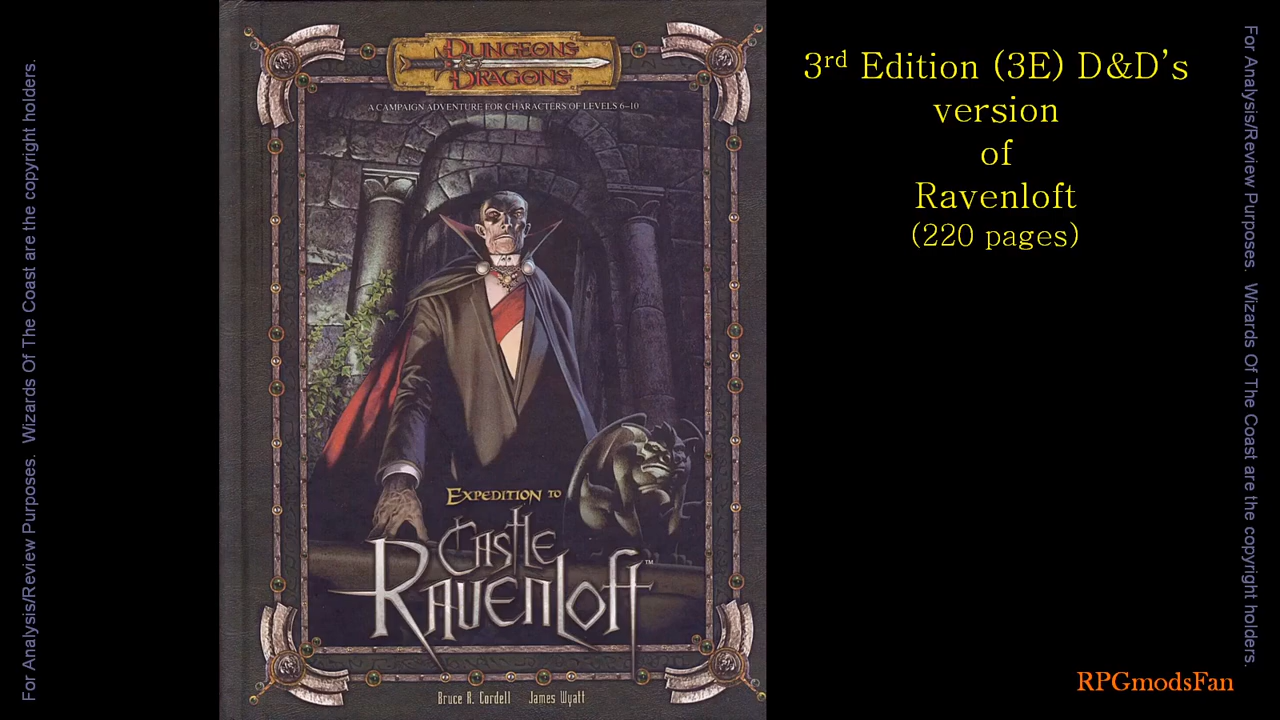 For Analysis/Review Purposes.  Wizards Of The Coast are the copyright holders.
DUNGEONS
DRAGONS
A CAMPAIGN ADVENTURE FOR CHARACTERS OF LEVELS 6–10
EXPEDITION TO
CASTLE
RAVENLOFT™
Bruce R. Cordell   James Wyatt
3rd Edition (3E) D&D’s
version
of
Ravenloft
(220 pages)
RPGmodsFan
For Analysis/Review Purposes.  Wizards Of The Coast are the copyright holders.